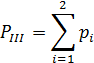 P_{III} = \sum_{i=1}^{2} p_i